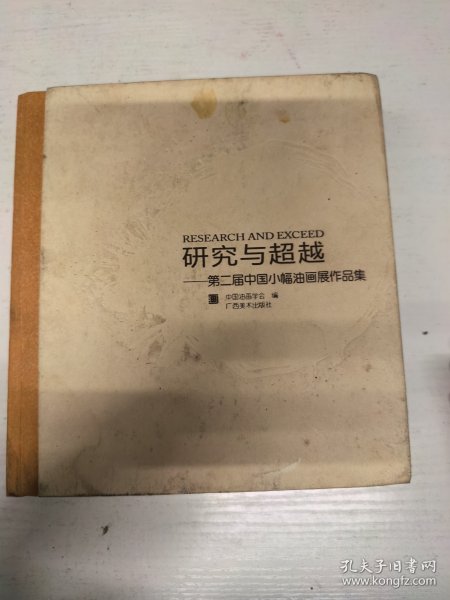 RESEARCH AND EXCEED
研究与超越
——第二届中国小幅油画展作品集
中国油画学会 编
广西美术出版社
孔夫子旧书网
www.kongfz.com